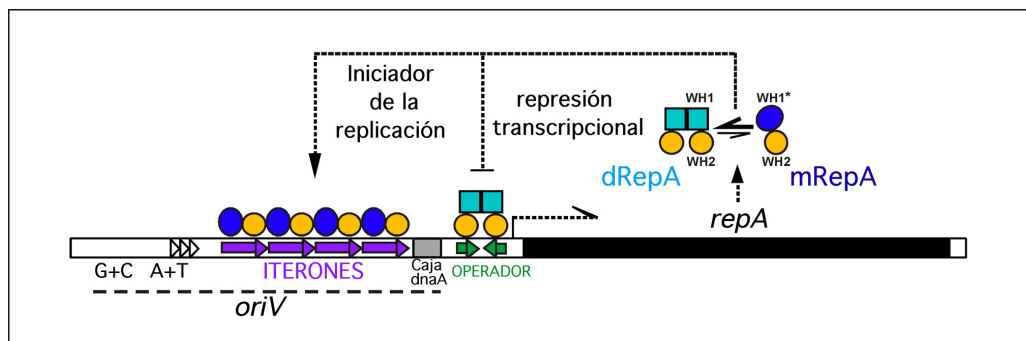 Iniciador
de la
replicación
represión
transcripcional
WH1
WH1*
WH2
WH2
dRepA
mRepA
repA
G+C
A+T
ITERONES
Caja
dnaA
OPERADOR
oriV